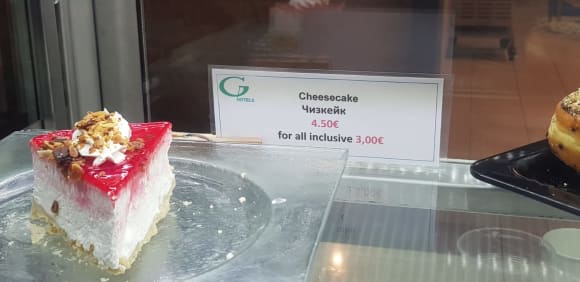 G
HOTELS
Cheesecake
Чизкейк
4.50€
for all inclusive 3,00€